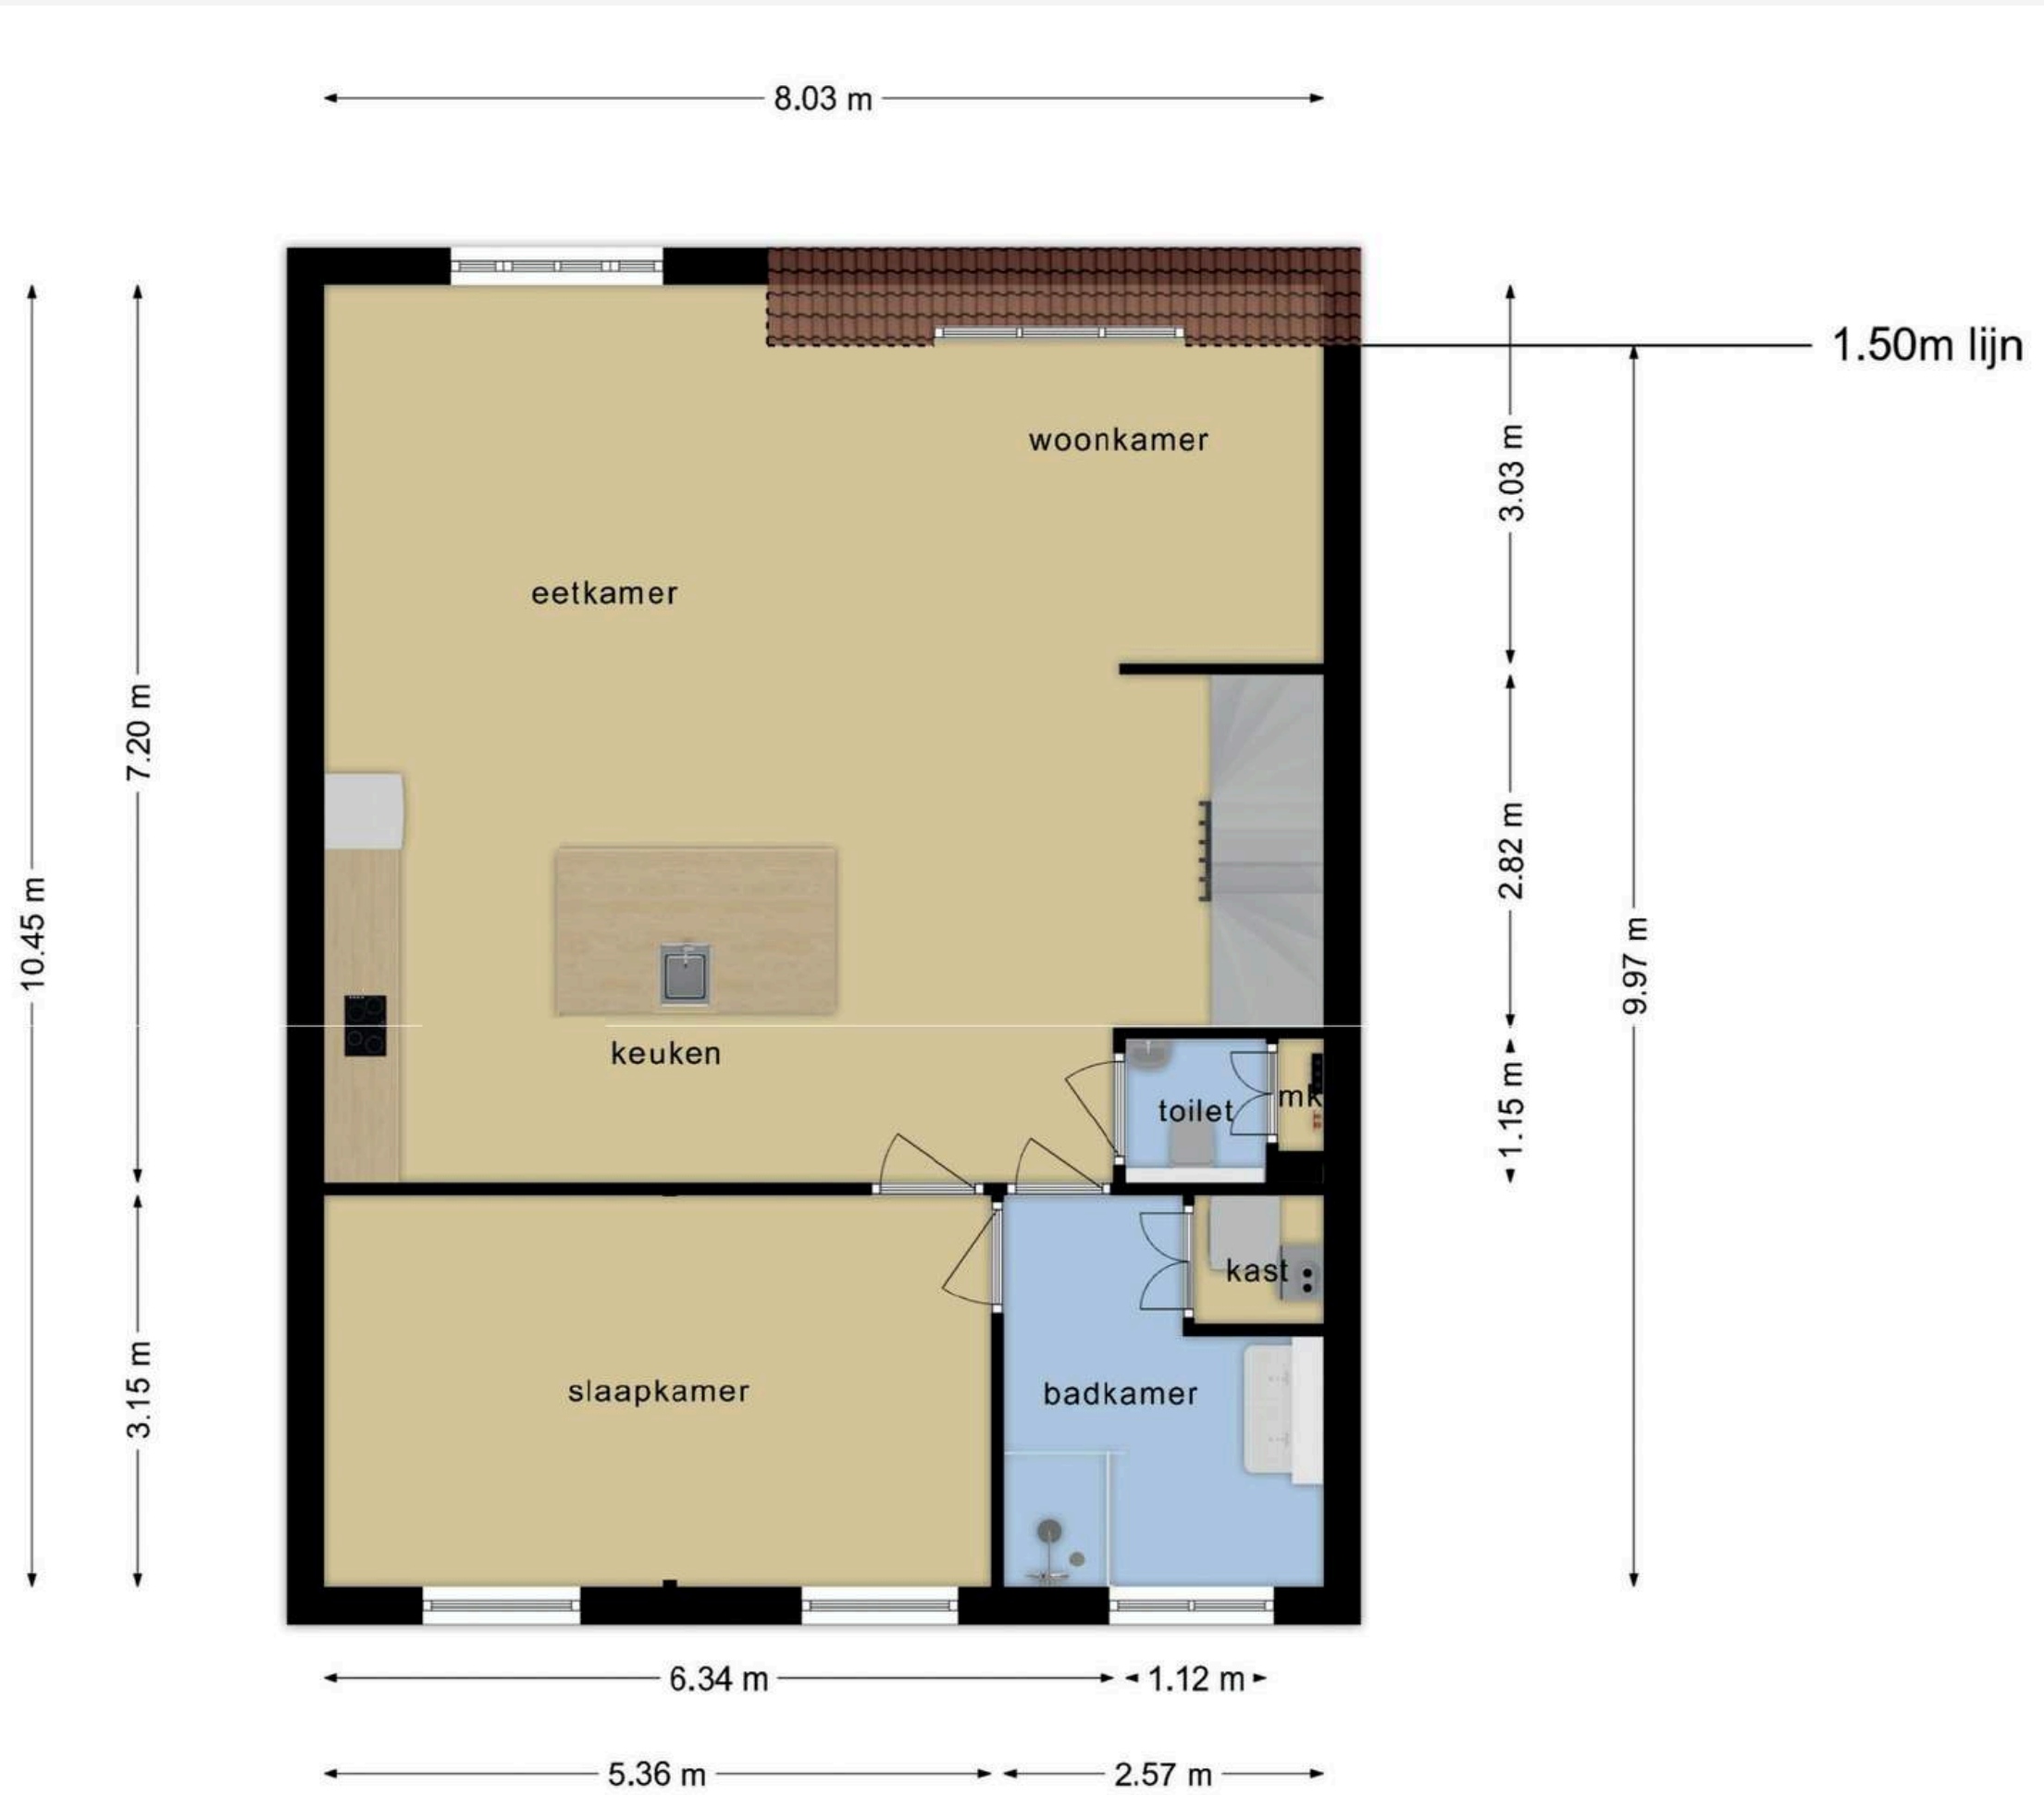 8.03 m
1.50m lijn
woonkamer
3.03 m
eetkamer
7.20 m
2.82 m
10.45 m
9.97 m
keuken
toilet
mk
1.15 m
kast
slaapkamer
badkamer
3.15 m
6.34 m
1.12 m
5.36 m
2.57 m